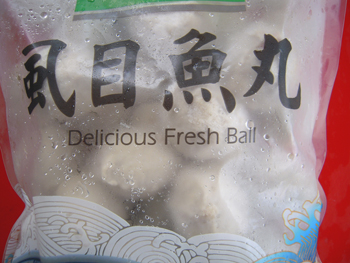 虱目魚丸
Delicious Fresh Ball